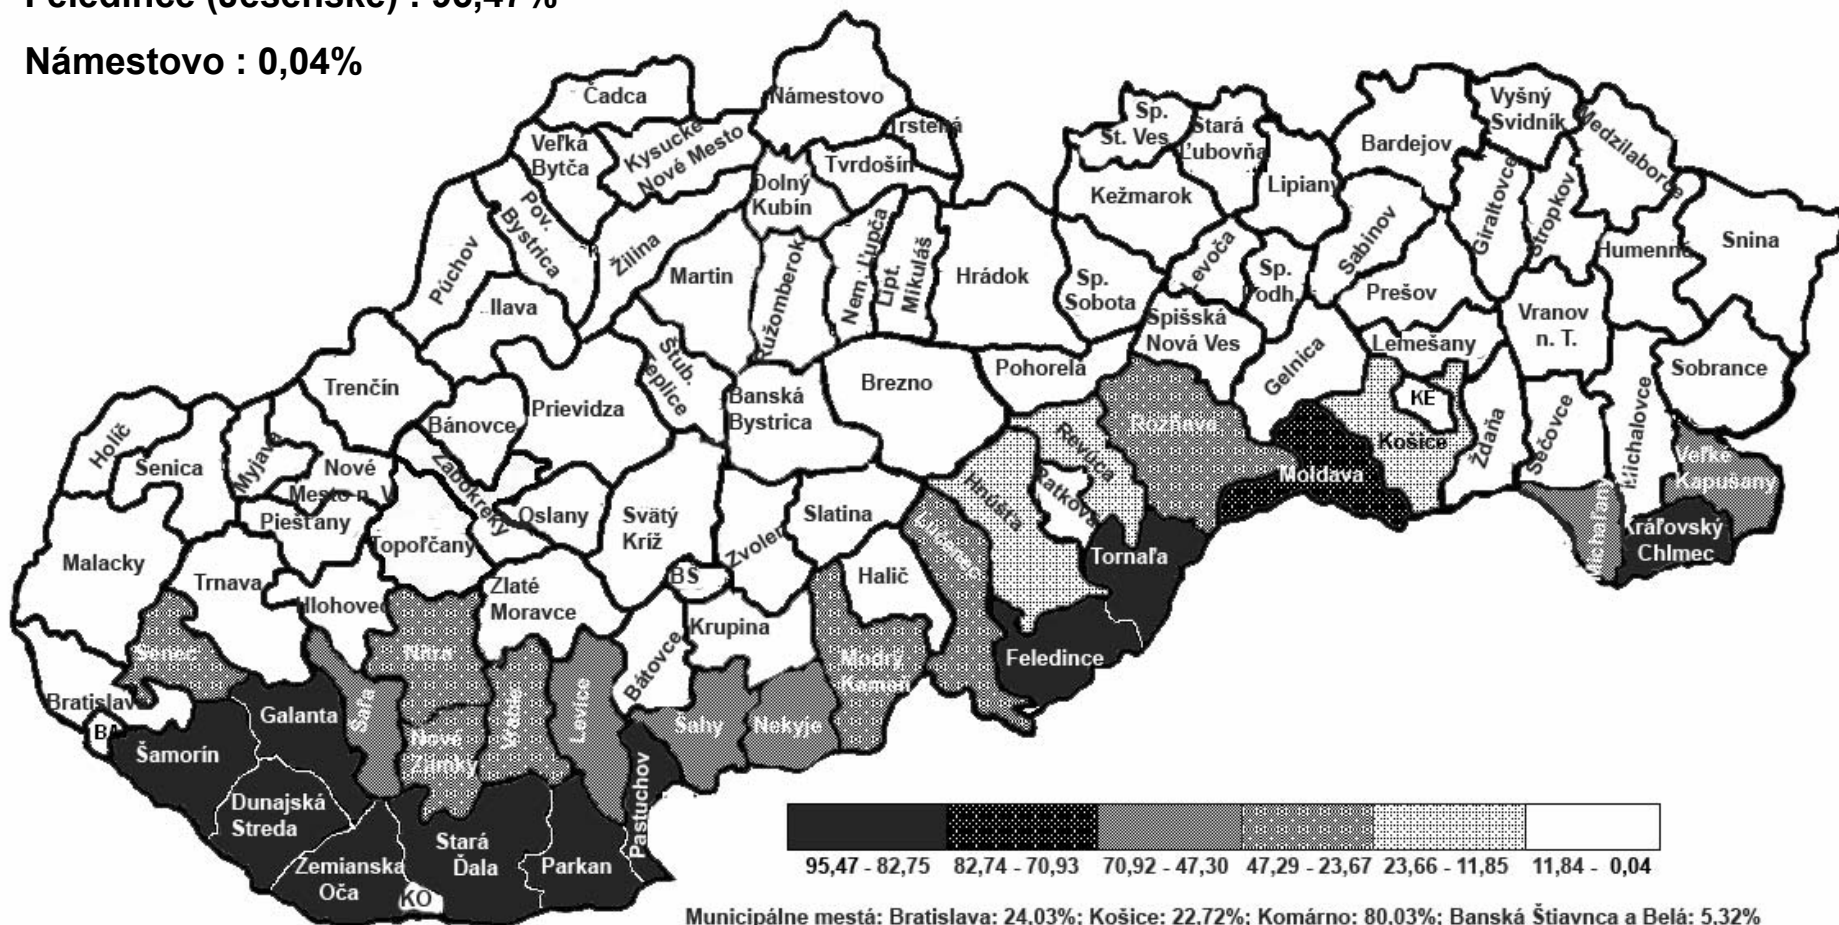 Feledince (Jesenské) : 95,47%
Námestovo : 0,04%
Čadca
Námestovo
Trstená
Veľká
Bytča
Kysucké
Nové Mesto
Tvrdošín
Dolný
Kubín
Sp.
St. Ves
Stará
Ľubovňa
Lipiany
Bardejov
Vyšný
Svidník
Medzilaborce
Kežmarok
Giraltovce
Stropkov
Pov.
Bystrica
Púchov
Žilina
Martin
Ružomberok
Nem. Ľupča
Lipt.
Mikuláš
Hrádok
Sp.
Sobota
Levoča
Sp.
Podh.
Sabinov
Prešov
Humenné
Snina
Ilava
Spišská
Nová Ves
Vranov
n. T.
Lemešany
Gelnica
Sobrance
Trenčín
Štub.
Teplice
Banská
Bystrica
Brezno
Pohorelá
Prievidza
Bánovce
KE
Košice
Ždaňa
Sečovce
Michalovce
Holíč
Senica
Myjava
Nové
Mesto n. V.
Žabokreky
Revúca
Rožňava
Moldava
Veľké
Kapušany
Hnúšťa
Ratková
Piešťany
Oslany
Svätý
Kríž
Slatina
Lučenec
Michaľany
Kráľovský
Chlmec
Malacky
Trnava
Topoľčany
Zvolen
Halič
Tornaľa
Hlohovec
Zlaté
Moravce
BŠ
Krupina
Bátovce
Senec
Nitra
Modrý
Kameň
Feledince
Bratislava
BA
Galanta
Šaľa
Vráble
Levice
Šahy
Nekyje
Šamorín
Nové
Zámky
Dunajská
Streda
Pastuchov
Zemianska
Oča
KO
Stará
Ďala
Parkan
95,47 - 82,75 82,74 - 70,93 70,92 - 47,30 47,29 - 23,67 23,66 - 11,85 11,84 - 0,04
Municipálne mestá: Bratislava: 24,03%; Košice: 22,72%; Komárno: 80,03%; Banská Štiavnca a Belá: 5,32%